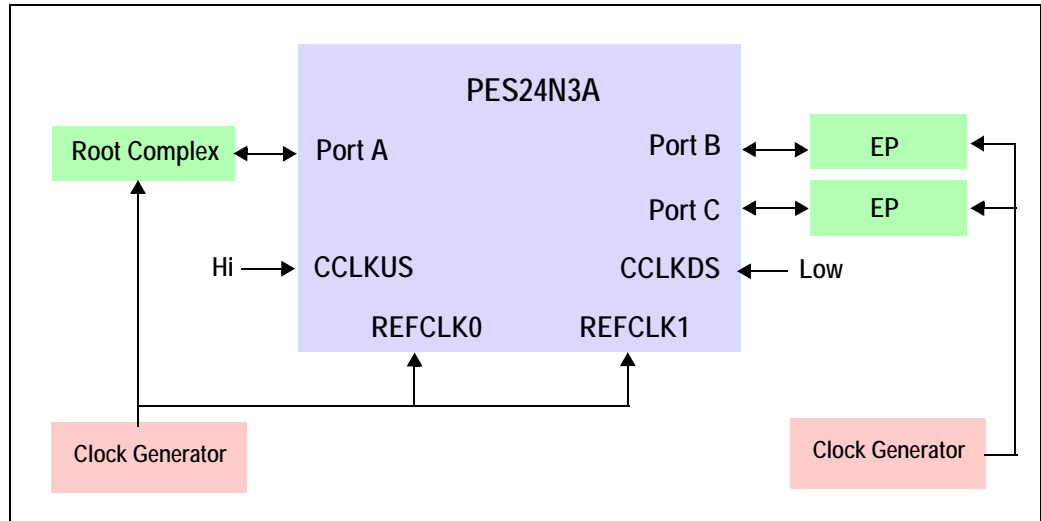 PES24N3A
Root Complex
Port A
Port B
EP
Port C
EP
Hi
CCLKUS
CCLKDS
Low
REFCLK0
REFCLK1
Clock Generator
Clock Generator